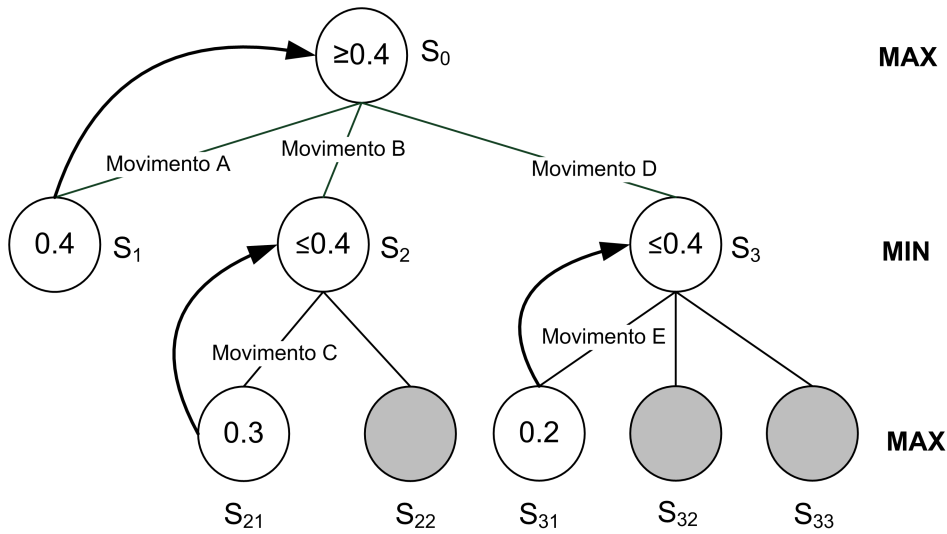 ≥0.4 S₀ MAX
Movimento A
Movimento B
Movimento D
0.4 S₁
≤0.4 S₂
≤0.4 S₃
MIN
Movimento C
Movimento E
0.3
0.2
MAX
S₂₁
S₂₂
S₃₁
S₃₂
S₃₃